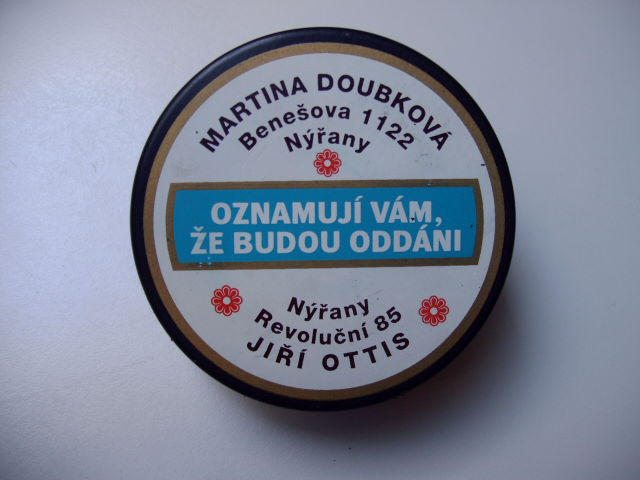 MARTINA DOUBKOVÁ
Benešova 1122
Nýřany
OZNAMUJÍ VÁM,
ŽE BUDOU ODDÁNI
Nýřany
Revoluční 85
JIŘÍ OTTIS